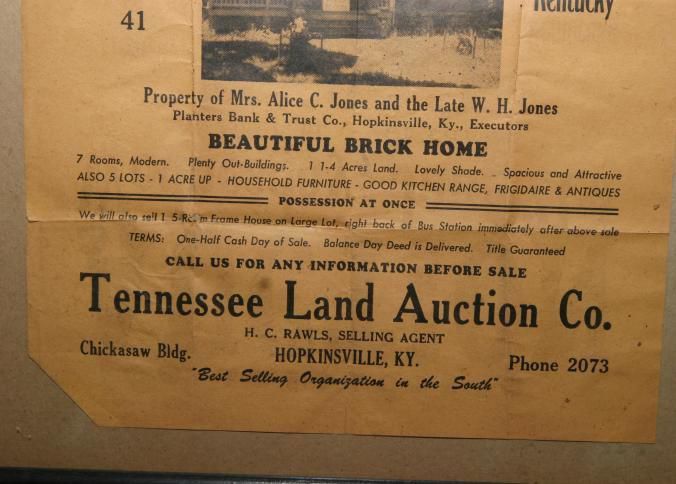 Kentucky
41
Property of Mrs. Alice C. Jones and the Late W. H. Jones
Planters Bank & Trust Co., Hopkinsville, Ky., Executors
BEAUTIFUL BRICK HOME
7 Rooms, Modern. Plenty Out-Buildings. 1 1-4 Acres Land. Lovely Shade. Spacious and Attractive
ALSO 5 LOTS - 1 ACRE UP - HOUSEHOLD FURNITURE - GOOD KITCHEN RANGE, FRIGIDAIRE & ANTIQUES
POSSESSION AT ONCE
We will also sell 1 5-Room Frame House on Large Lot, right back of Bus Station immediately after above sale
TERMS: One-Half Cash Day of Sale. Balance Day Deed is Delivered. Title Guaranteed
CALL US FOR ANY INFORMATION BEFORE SALE
Tennessee Land Auction Co.
H. C. RAWLS, SELLING AGENT
Chickasaw Bldg. HOPKINSVILLE, KY. Phone 2073
"Best Selling Organization in the South"